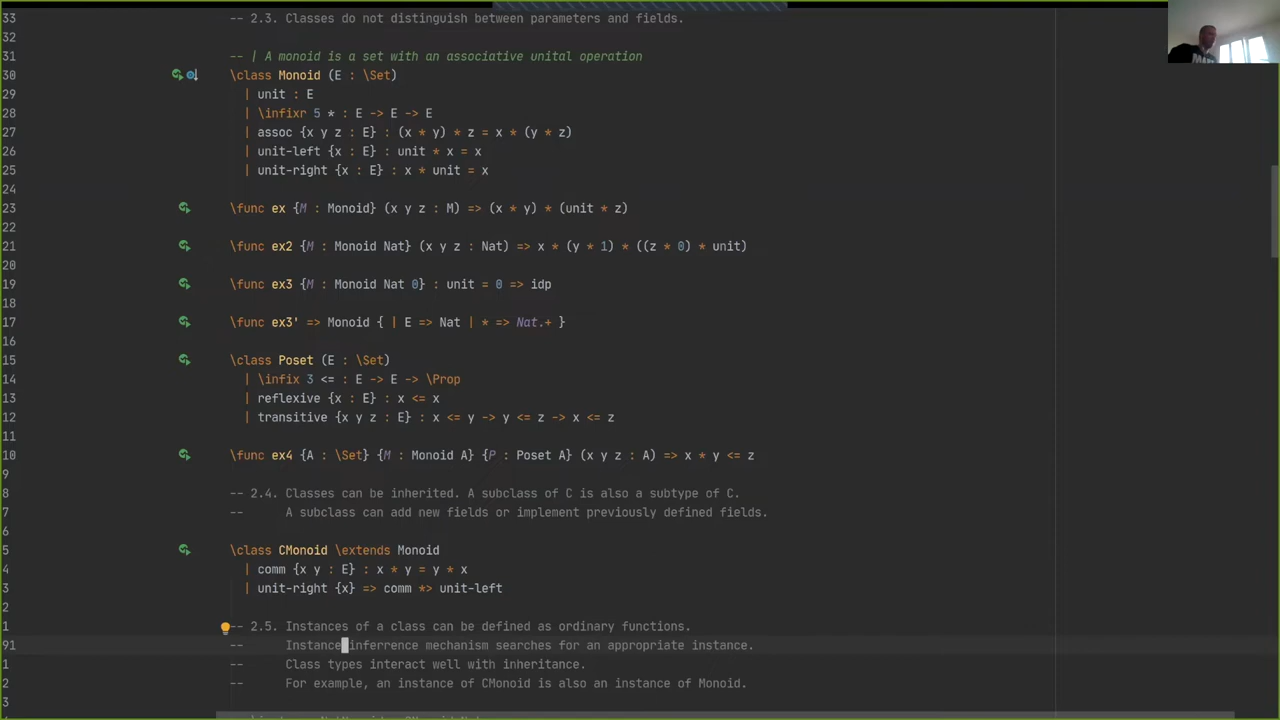 33 -- 2.3. Classes do not distinguish between parameters and fields.
32
31 -- | A monoid is a set with an associative unital operation
30 \class Monoid (E : \Set)
29 | unit : E
28 | \infixr 5 * : E -> E -> E
27 | assoc {x y z : E} : (x * y) * z = x * (y * z)
26 | unit-left {x : E} : unit * x = x
25 | unit-right {x : E} : x * unit = x
24
23 \func ex {M : Monoid} (x y z : M) => (x * y) * (unit * z)
22
21 \func ex2 {M : Monoid Nat} (x y z : Nat) => x * (y * 1) * ((z * 0) * unit)
20
19 \func ex3 {M : Monoid Nat 0} : unit = 0 => idp
18
17 \func ex3' => Monoid { | E => Nat | * => Nat.+ }
16
15 \class Poset (E : \Set)
14 | \infix 3 <= : E -> E -> \Prop
13 | reflexive {x : E} : x <= x
12 | transitive {x y z : E} : x <= y -> y <= z -> x <= z
11
10 \func ex4 {A : \Set} {M : Monoid A} {P : Poset A} (x y z : A) => x * y <= z
9
8 -- 2.4. Classes can be inherited. A subclass of C is also a subtype of C.
7 -- A subclass can add new fields or implement previously defined fields.
6
5 \class CMonoid \extends Monoid
4 | comm {x y : E} : x * y = y * x
3 | unit-right {x} => comm *> unit-left
2
1 -- 2.5. Instances of a class can be defined as ordinary functions.
91 -- Instance inferrence mechanism searches for an appropriate instance.
1 -- Class types interact well with inheritance.
2 -- For example, an instance of CMonoid is also an instance of Monoid.
3